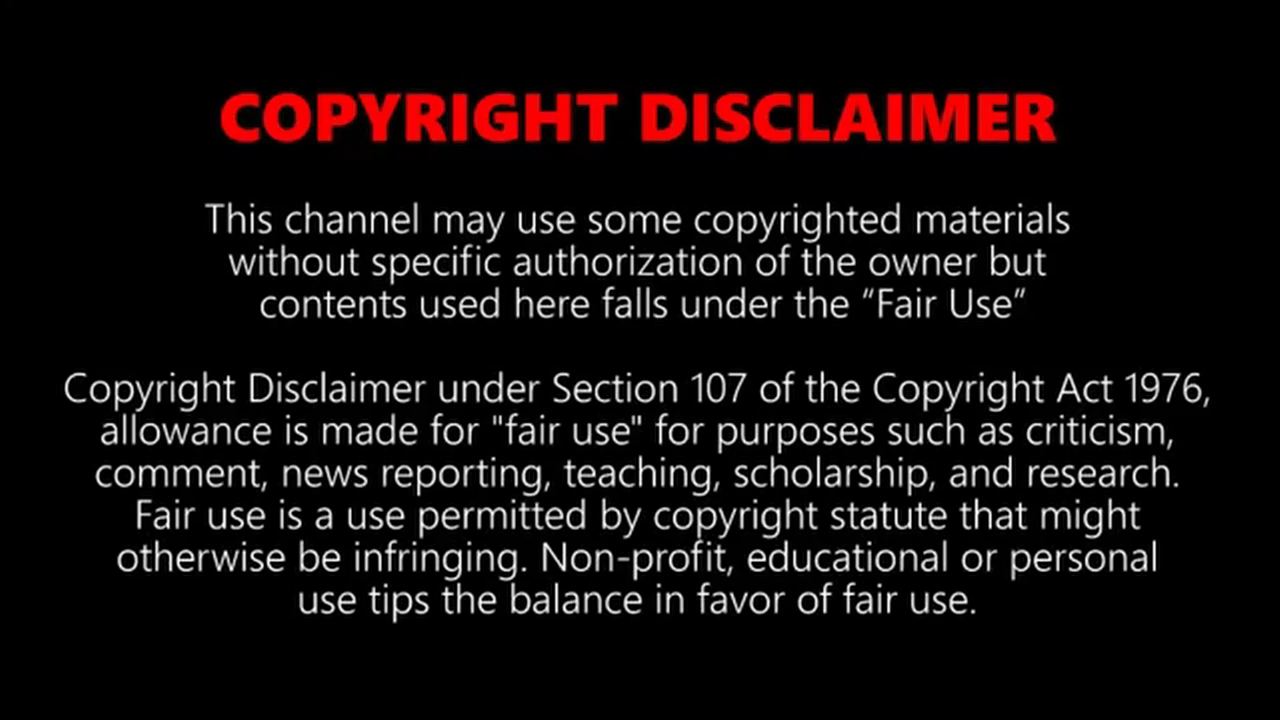 COPYRIGHT DISCLAIMER
This channel may use some copyrighted materials
without specific authorization of the owner but
contents used here falls under the “Fair Use”
Copyright Disclaimer under Section 107 of the Copyright Act 1976,
allowance is made for "fair use" for purposes such as criticism,
comment, news reporting, teaching, scholarship, and research.
Fair use is a use permitted by copyright statute that might
otherwise be infringing. Non-profit, educational or personal
use tips the balance in favor of fair use.